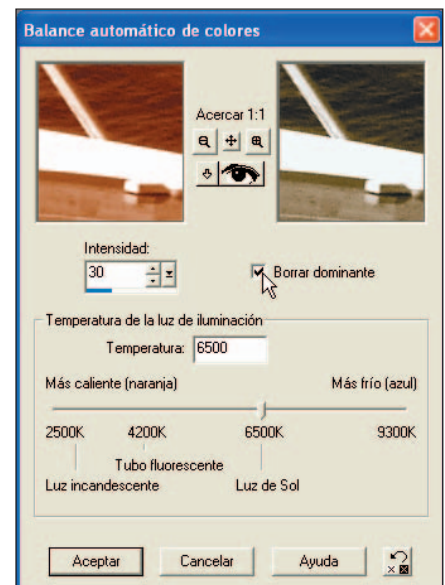 Balance automático de colores
Acercar 1:1
Intensidad:
30
Borrar dominante
Temperatura de la luz de iluminación
Temperatura: 6500
Más caliente (naranja) Más frío (azul)
2500K 4200K 6500K 9300K
Tubo fluorescente
Luz incandescente Luz de Sol
Aceptar Cancelar Ayuda